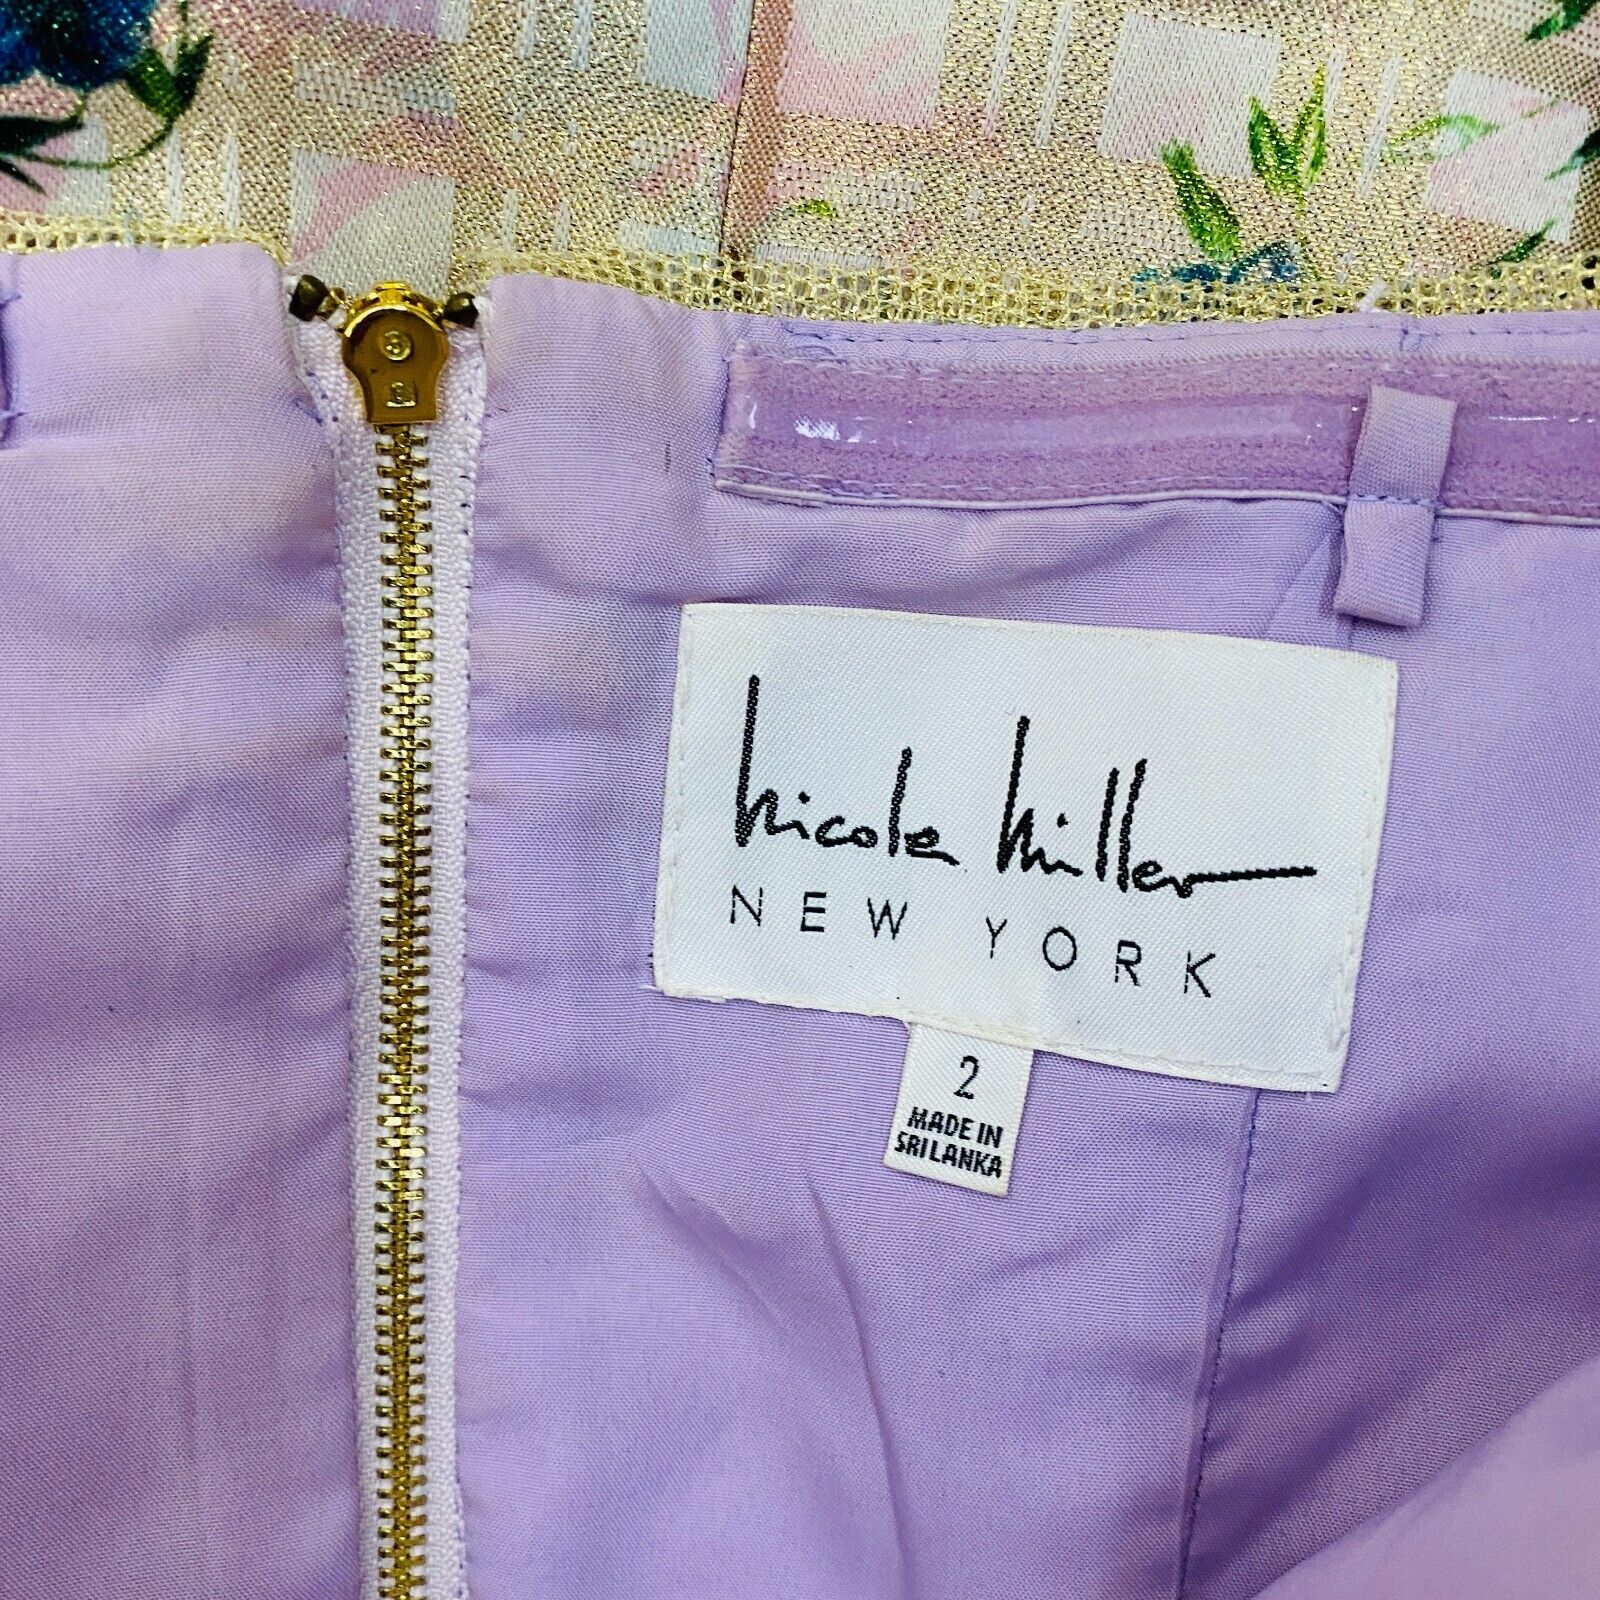 nicole miller
NEW YORK
2
MADE IN
SRI LANKA